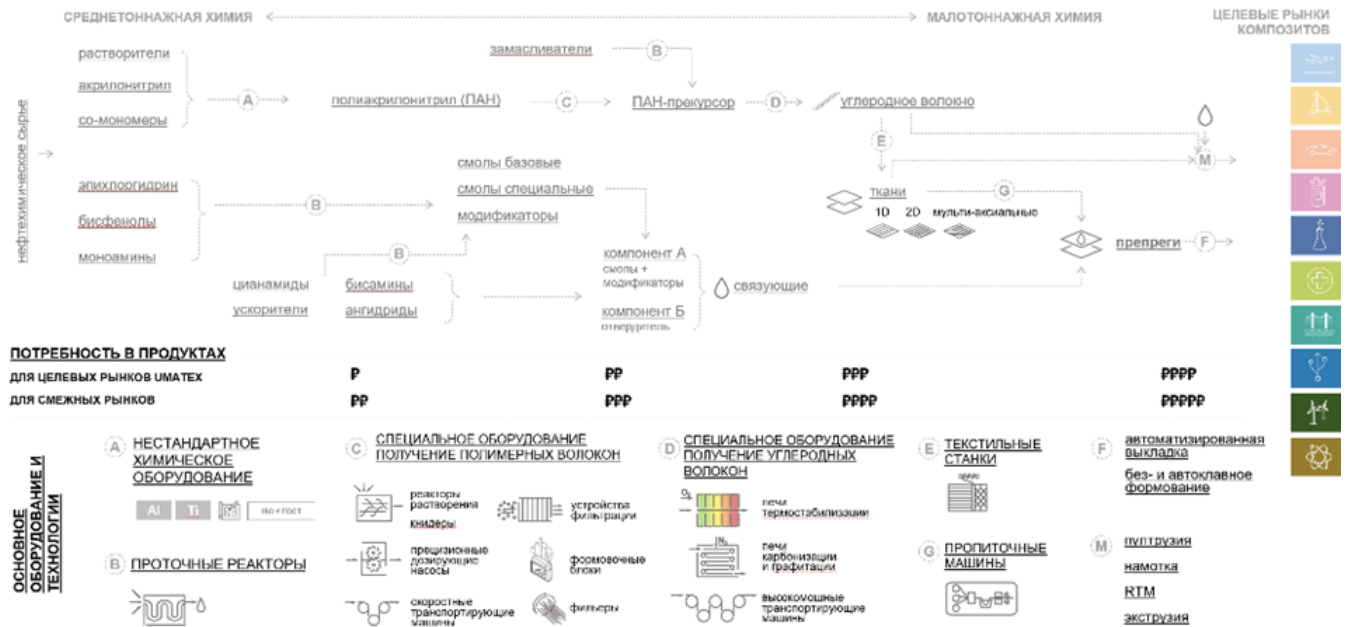 СРЕДНЕТОННАЖНАЯ ХИМИЯ
МАЛОТОННАЖНАЯ ХИМИЯ
ЦЕЛЕВЫЕ РЫНКИ
КОМПОЗИТОВ
нефтехимическое сырье
растворители
акрилонитрил
со-мономеры
A
полиакрилонитрил (ПАН)
C
замасливатели
B
ПАН-прекурсор
D
углеродное волокно
E
M
эпихлоргидрин
бисфенолы
моноамины
B
смолы базовые
смолы специальные
модификаторы
B
цианамиды
ускорители
бисамины
ангидриды
компонент А
смолы +
модификаторы
компонент Б
отвердитель
связующие
ткани
1D 2D мульти-аксиальные
G
препреги
F
ПОТРЕБНОСТЬ В ПРОДУКТАХ
ДЛЯ ЦЕЛЕВЫХ РЫНКОВ UMATEX
₽ ₽₽ ₽₽₽ ₽₽₽₽
ДЛЯ СМЕЖНЫХ РЫНКОВ
₽₽ ₽₽₽ ₽₽₽₽ ₽₽₽₽₽
ОСНОВНОЕ
ОБОРУДОВАНИЕ И
ТЕХНОЛОГИИ
A
НЕСТАНДАРТНОЕ
ХИМИЧЕСКОЕ
ОБОРУДОВАНИЕ
Al Ti
ISO ≠ ГОСТ
B
ПРОТОЧНЫЕ РЕАКТОРЫ
C
СПЕЦИАЛЬНОЕ ОБОРУДОВАНИЕ
ПОЛУЧЕНИЕ ПОЛИМЕРНЫХ ВОЛОКОН
реакторы
растворения
книдеры
устройства
фильтрации
прецизионные
дозирующие
насосы
формовочные
блоки
скоростные
транспортирующие
машины
фильеры
D
СПЕЦИАЛЬНОЕ ОБОРУДОВАНИЕ
ПОЛУЧЕНИЕ УГЛЕРОДНЫХ
ВОЛОКОН
O₂
печи
термостабилизации
N₂
печи
карбонизации
и графитации
высокомощные
транспортирующие
машины
E
ТЕКСТИЛЬНЫЕ
СТАНКИ
G
ПРОПИТОЧНЫЕ
МАШИНЫ
F
автоматизированная
выкладка
без- и автоклавное
формование
M
пултрузия
намотка
RTM
экструзия